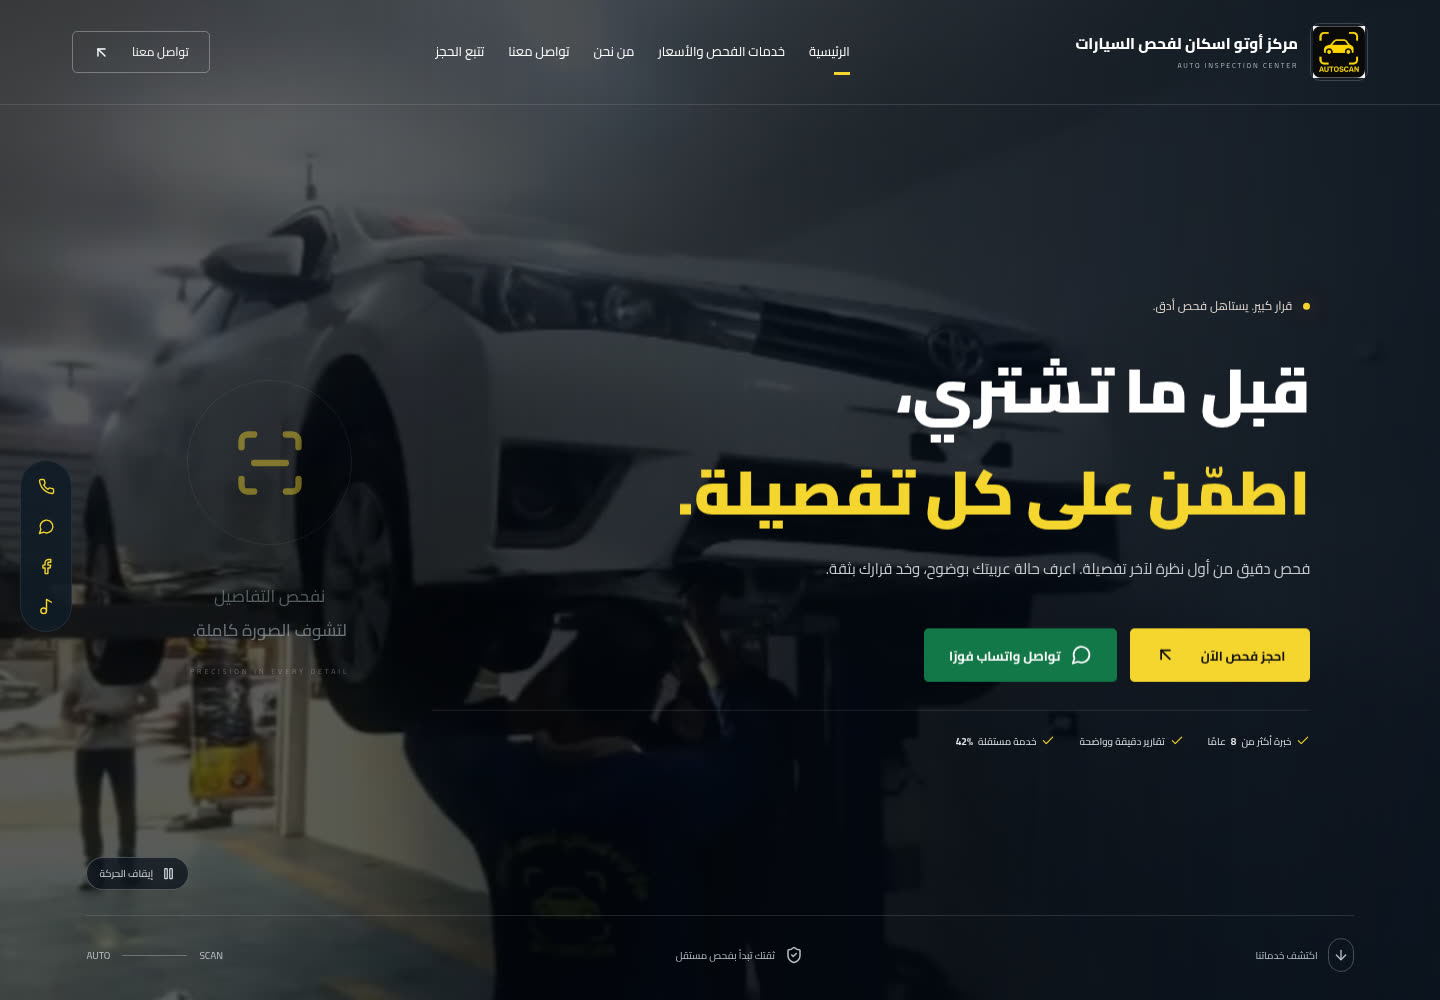 مركز أوتو اسكان لفحص السيارات
AUTO INSPECTION CENTER
AUTOSCAN
الرئيسية
خدمات الفحص والأسعار
من نحن
تواصل معنا
تتبع الحجز
تواصل معنا
قرار كبير. يستاهل فحص أدق.
قبل ما تشتري،
اطمّن على كل تفصيلة.
فحص دقيق من أول نظرة لآخر تفصيلة. اعرف حالة عربيتك بوضوح، وخد قرارك بثقة.
احجز فحص الآن
تواصل واتساب فورًا
خبرة أكثر من 8 عامًا
تقارير دقيقة وواضحة
خدمة مستقلة 42%
نفحص التفاصيل
لتشوف الصورة كاملة.
PRECISION IN EVERY DETAIL
إيقاف الحركة
اكتشف خدماتنا
ثقتك تبدأ بفحص مستقل
AUTO SCAN